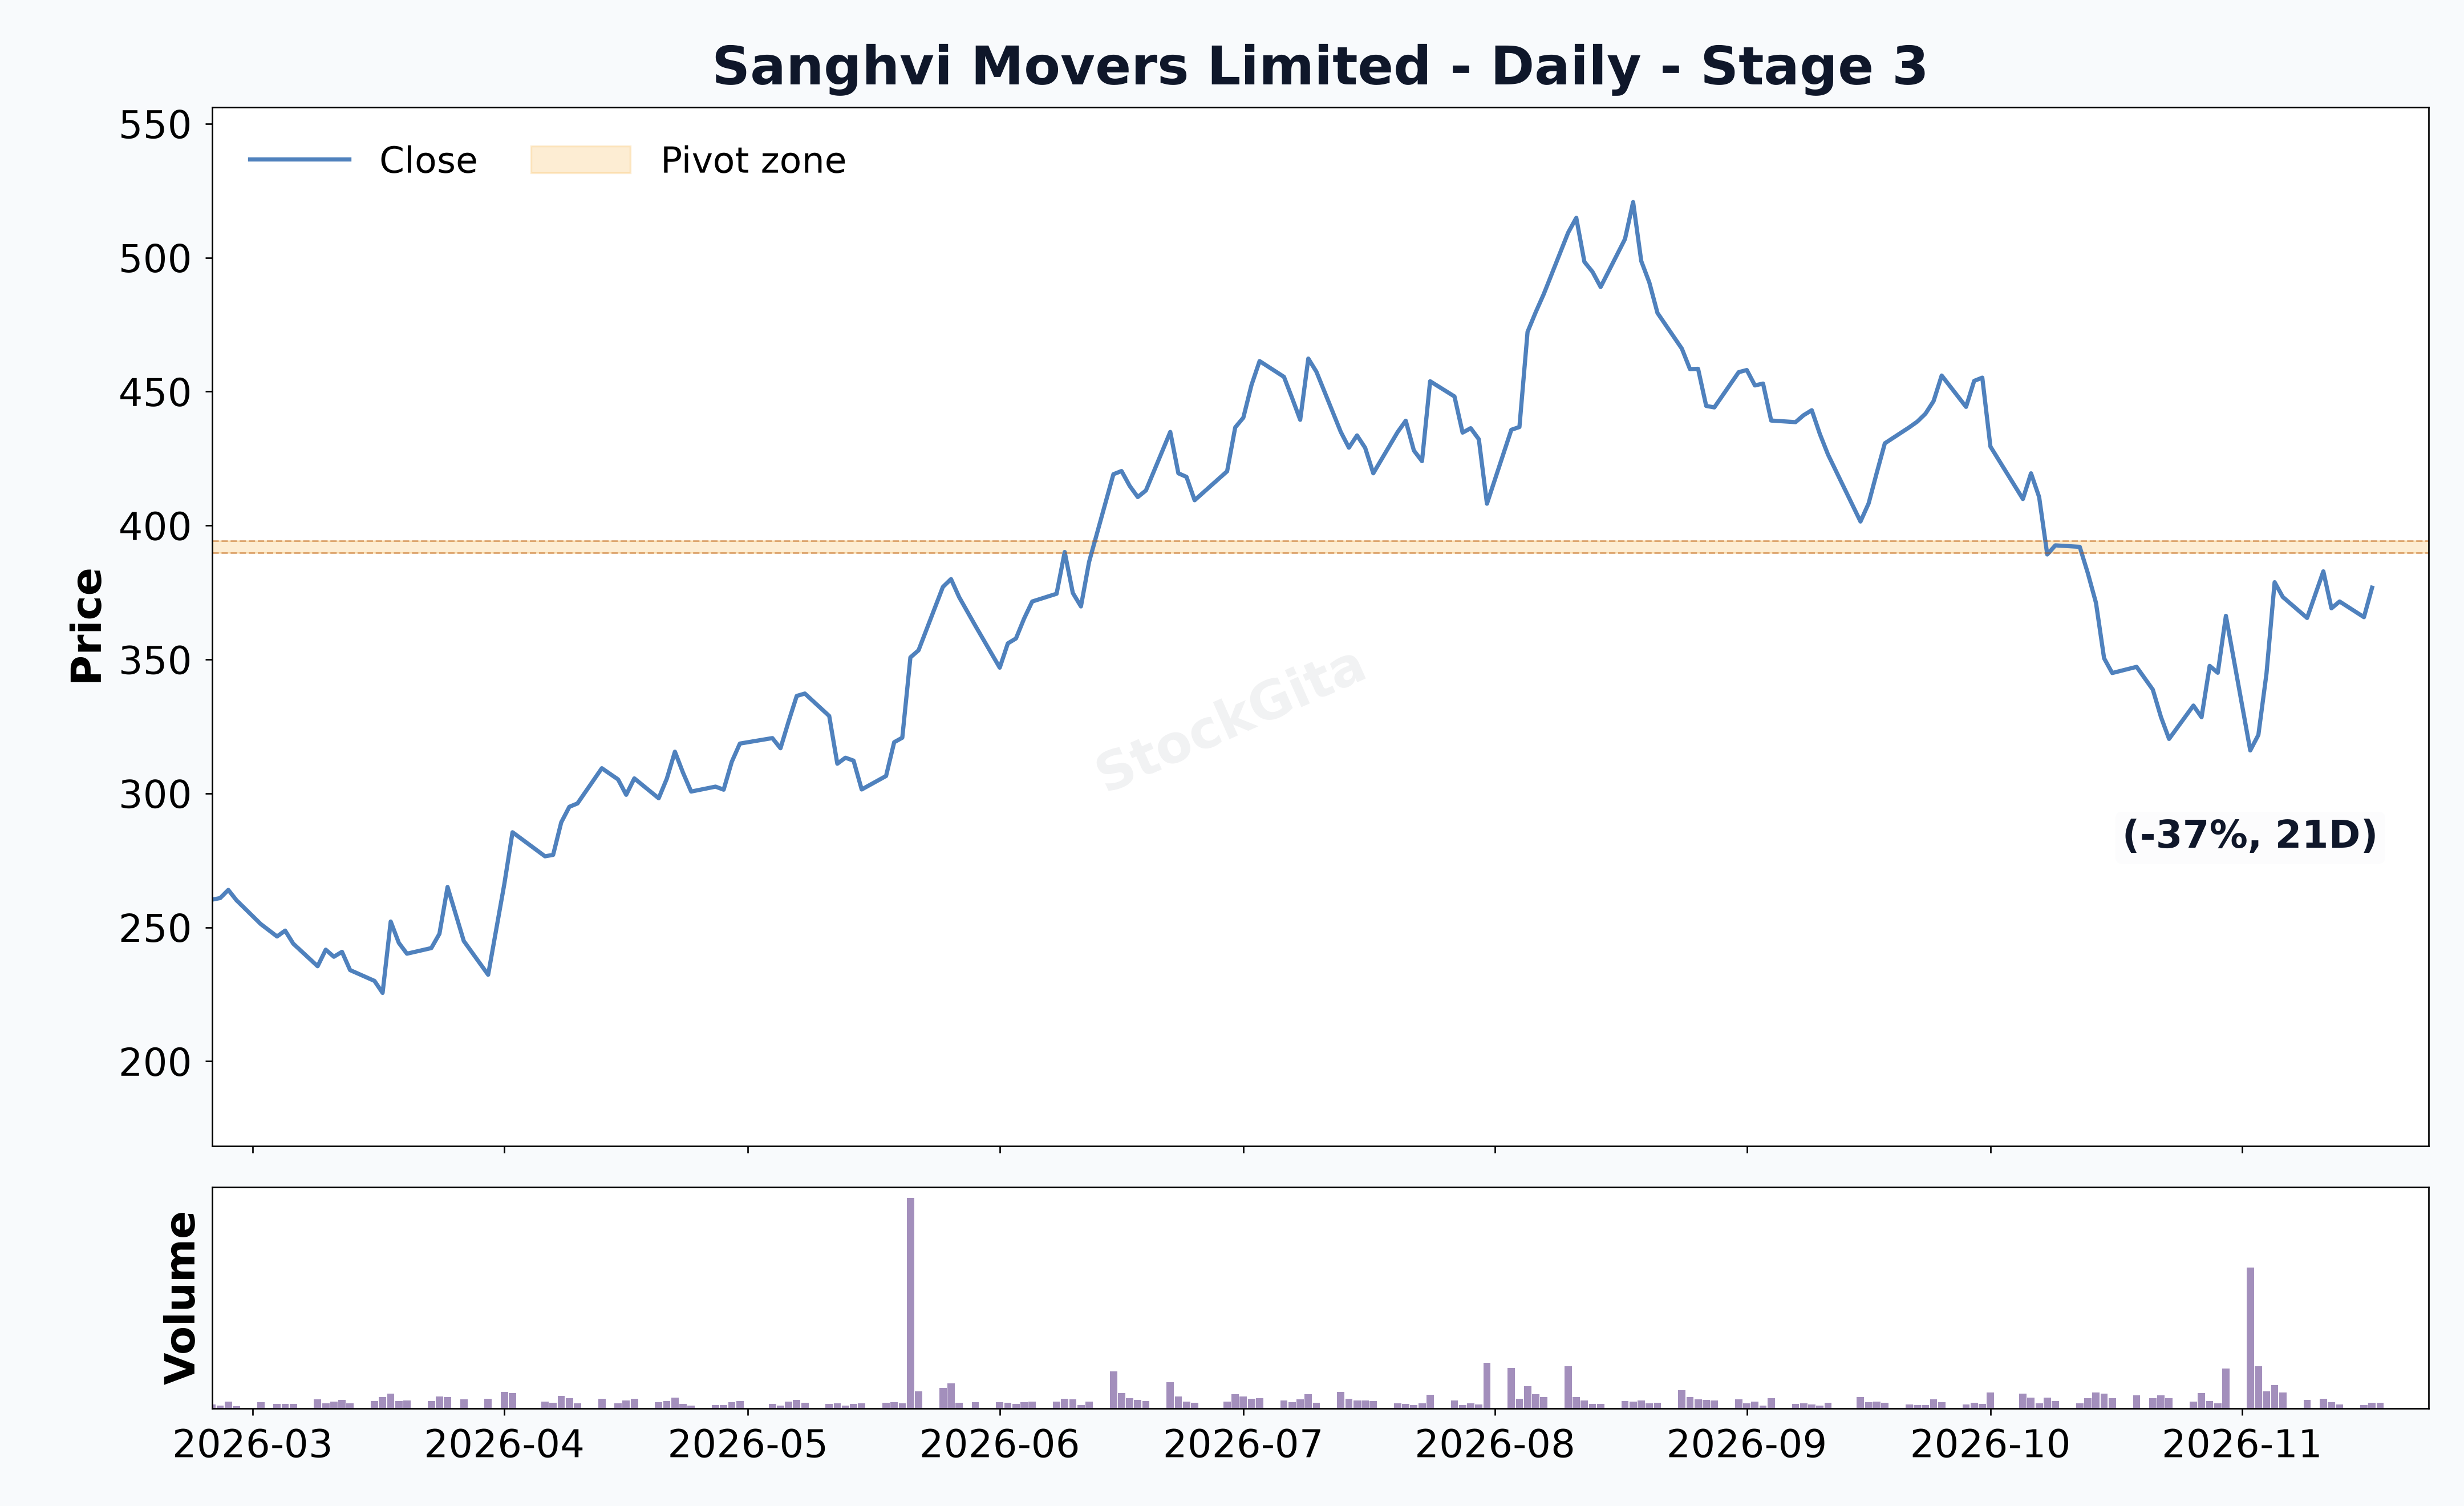 Sanghvi Movers Limited - Daily - Stage 3
Close
Pivot zone
550
500
450
400
350
300
250
200
Price
StockGita
(-37%, 21D)
Volume
2026-03
2026-04
2026-05
2026-06
2026-07
2026-08
2026-09
2026-10
2026-11